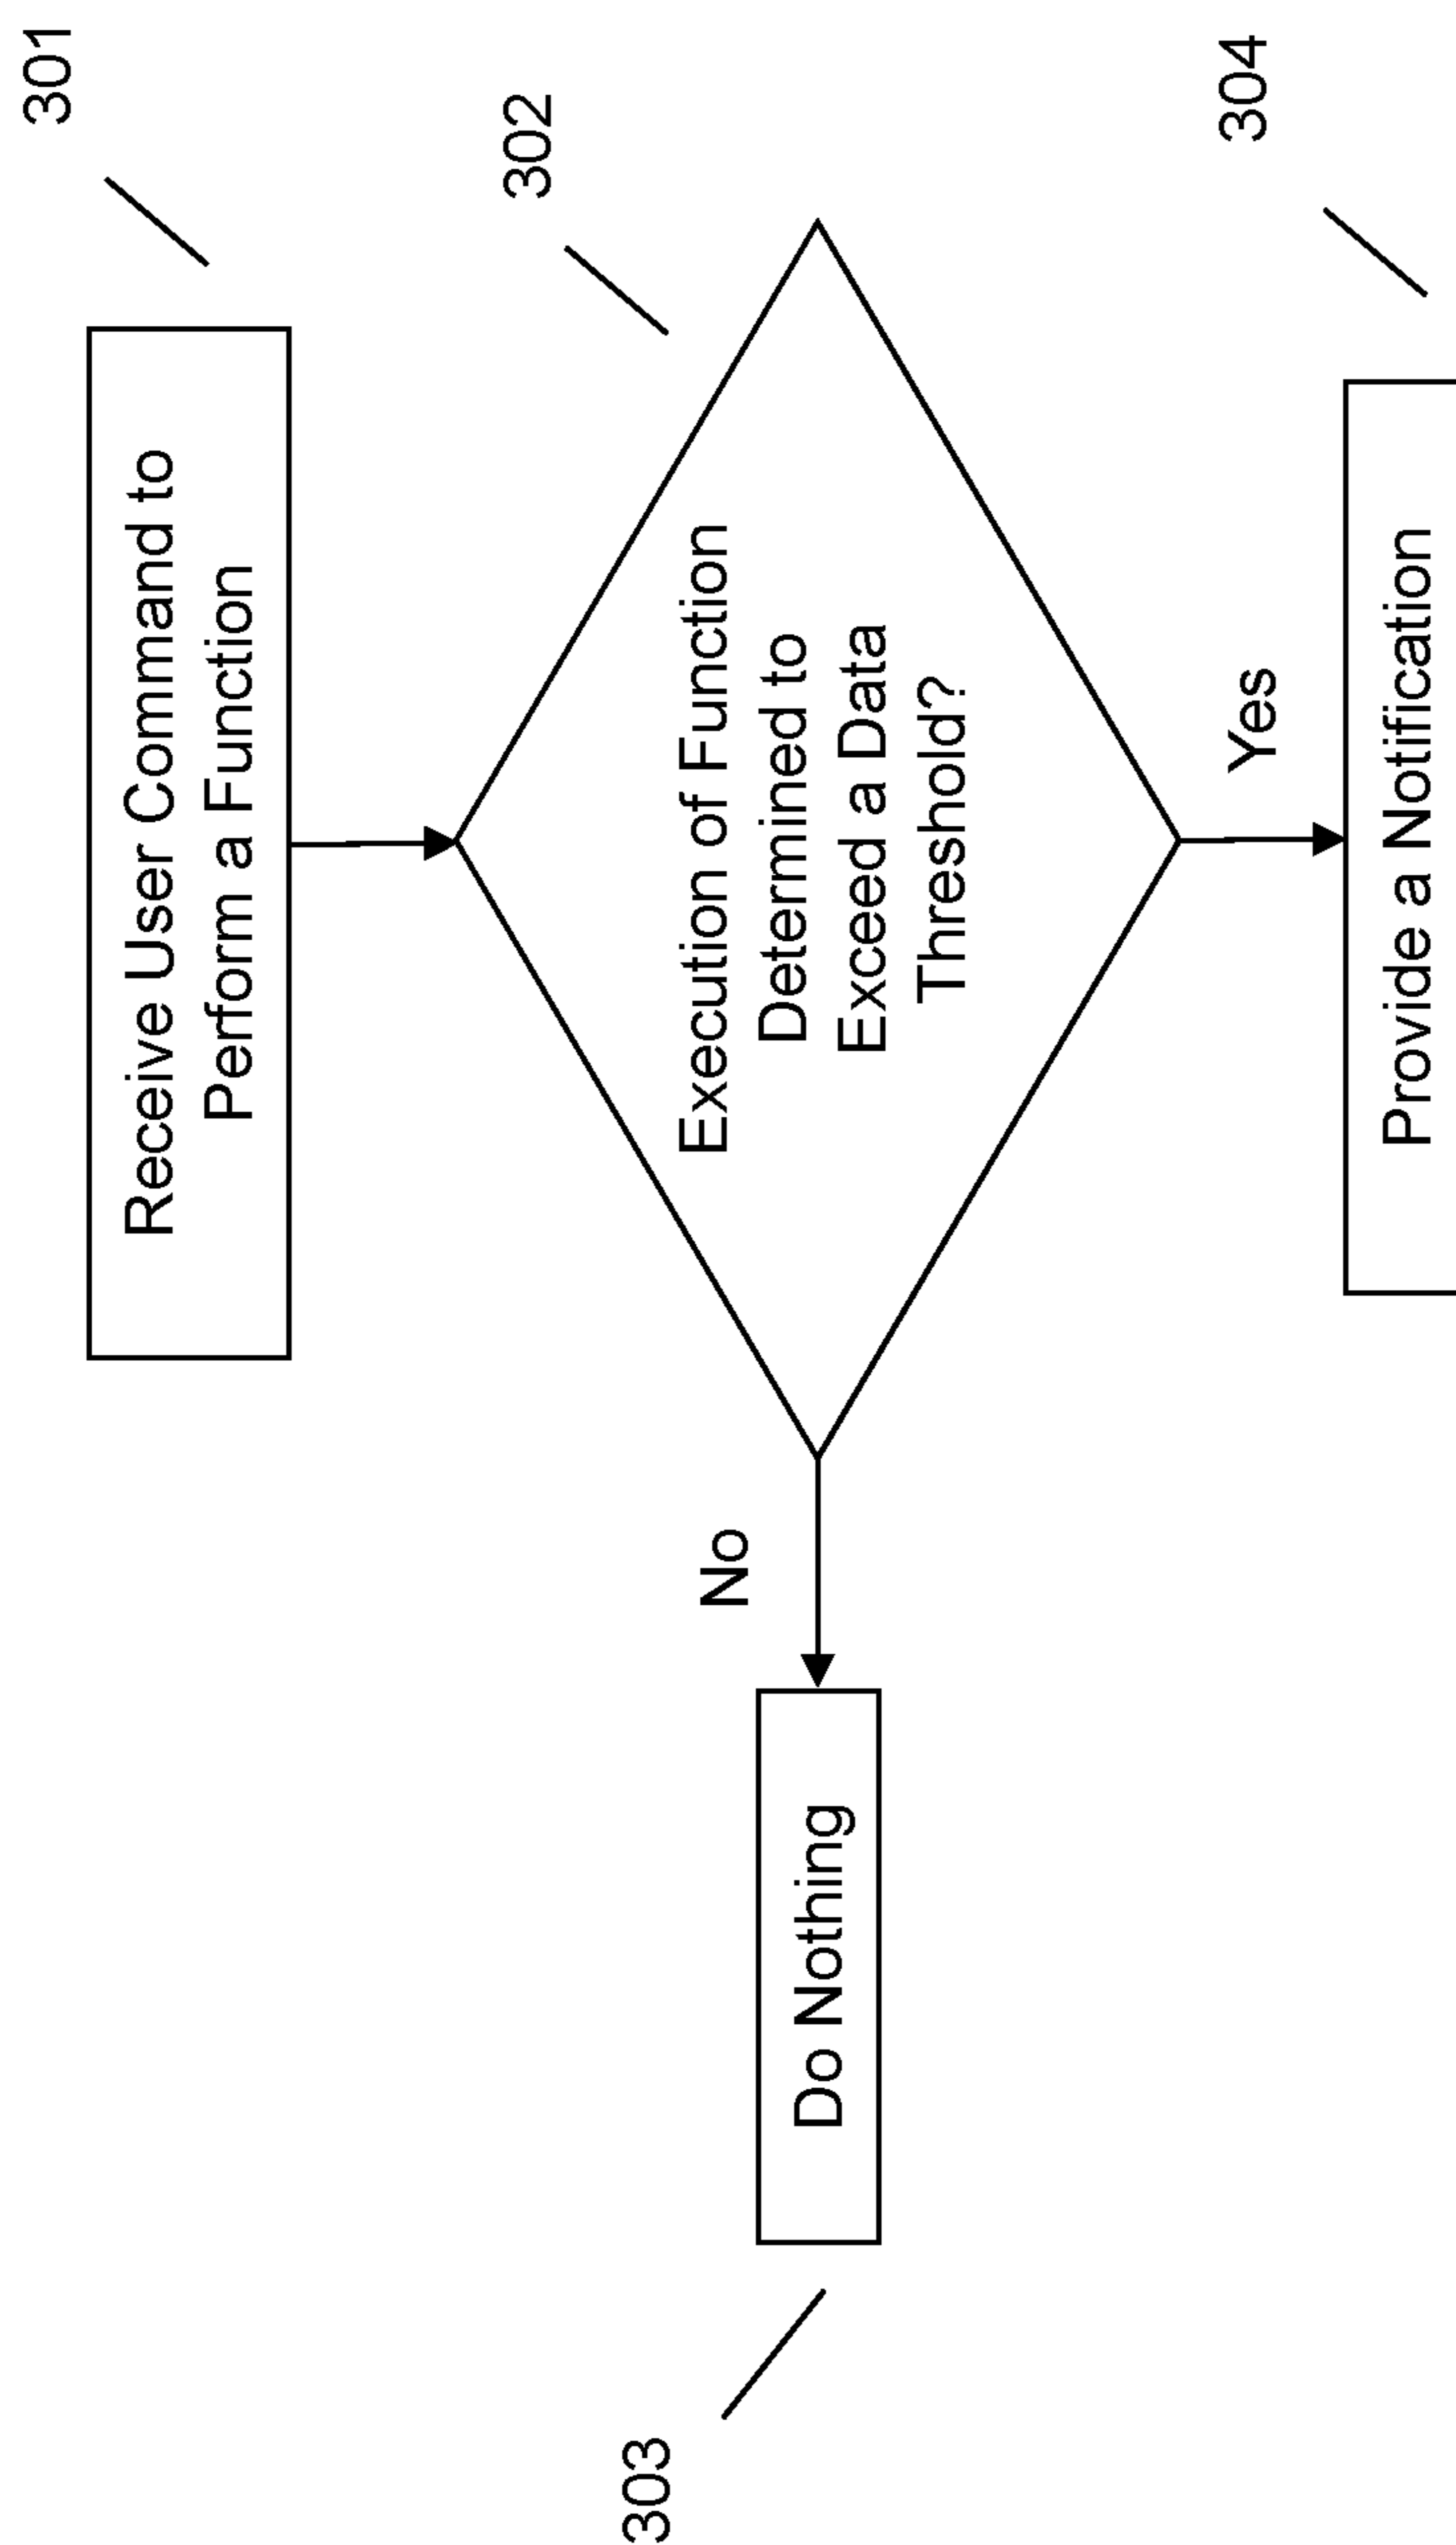 301
Receive User Command to
Perform a Function
302
Execution of Function
Determined to
Exceed a Data
Threshold?
No
303
Do Nothing
Yes
304
Provide a Notification